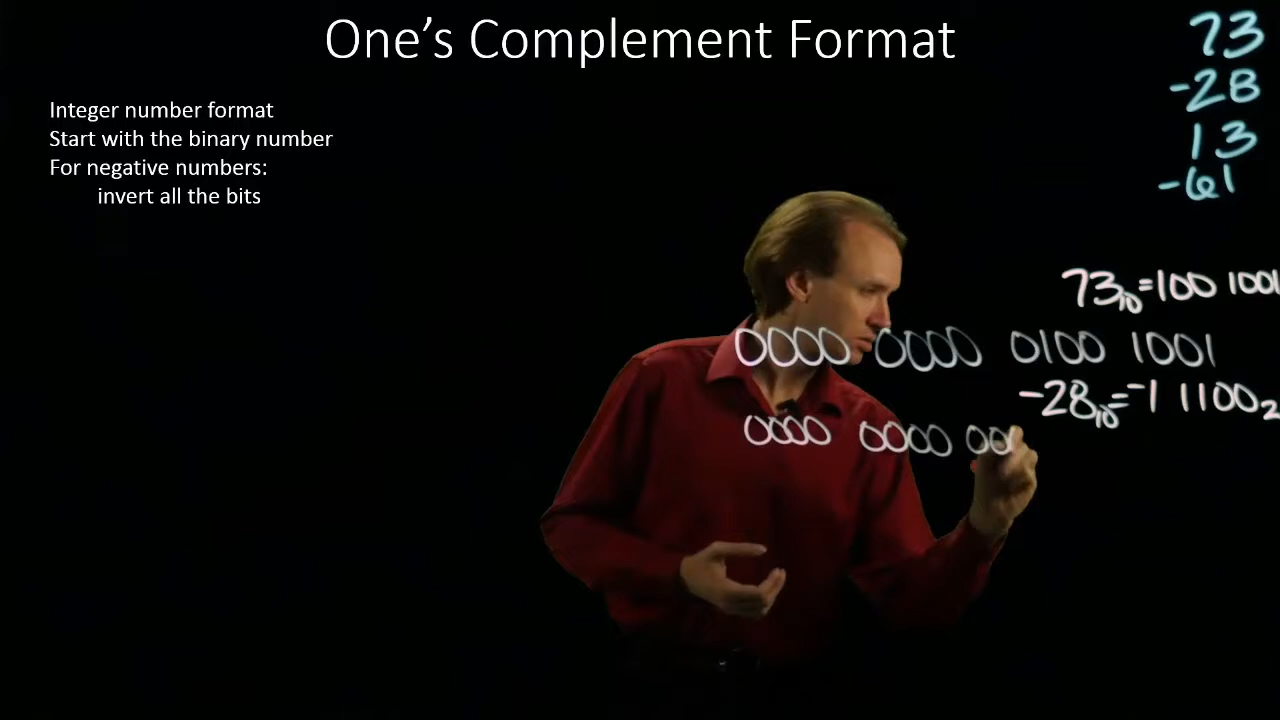 One's Complement Format
Integer number format
Start with the binary number
For negative numbers:
invert all the bits
73
-28
13
-61
73₁₀=100 1001
0000 0000 0100 1001
-28₁₀=-1 1100₂
0000 0000 00